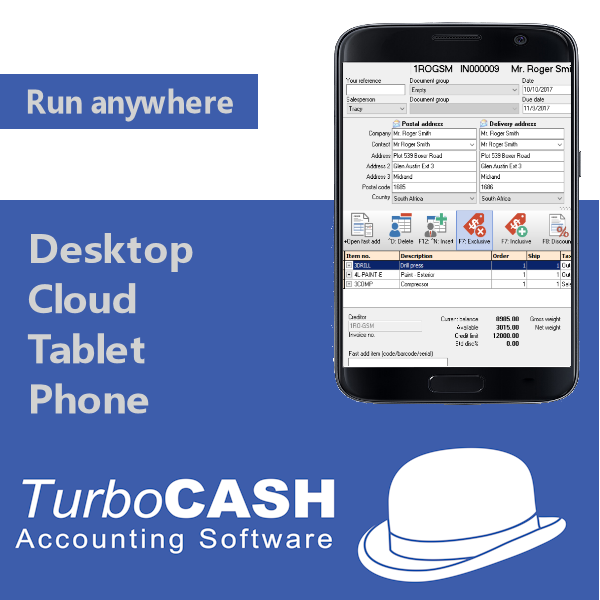 Run anywhere
1ROGSM IN000009 Mr. Roger Smi
Your reference Document group Date
Empty 10/10/2017
Salesperson Document group Due date
Tracy 11/9/2017
Postal address Delivery address
Company Mr. Roger Smith Mr. Roger Smith
Contact Mr Roger Smith Mr Roger Smith
Address Plot 539 Boxer Road Plot 539 Boxer Road
Address 2 Glen Austin Ext 3 Glen Austin Ext 3
Address 3 Midrand Midrand
Postal code 1685 1686
Country South Africa South Africa
+Open fast add ^D: Delete F12: ^N: Insert F7: Exclusive F7: Inclusive F8: Discoun
Item no. Description Order Ship Tax
3DRILL Drill press 1 1 Out
4L PAINT-E Paint - Exterior 1 1 Out
3COMP Compressor 1 1 Sale
Creditor Current balance 8985.00 Gross weight
1RO-GSM Available 3015.00 Net weight
Invoice no. Credit limit 12000.00
Std disc% 0.00
Fast add item (code/barcode/serial)
Desktop
Cloud
Tablet
Phone
TurboCASH
Accounting Software